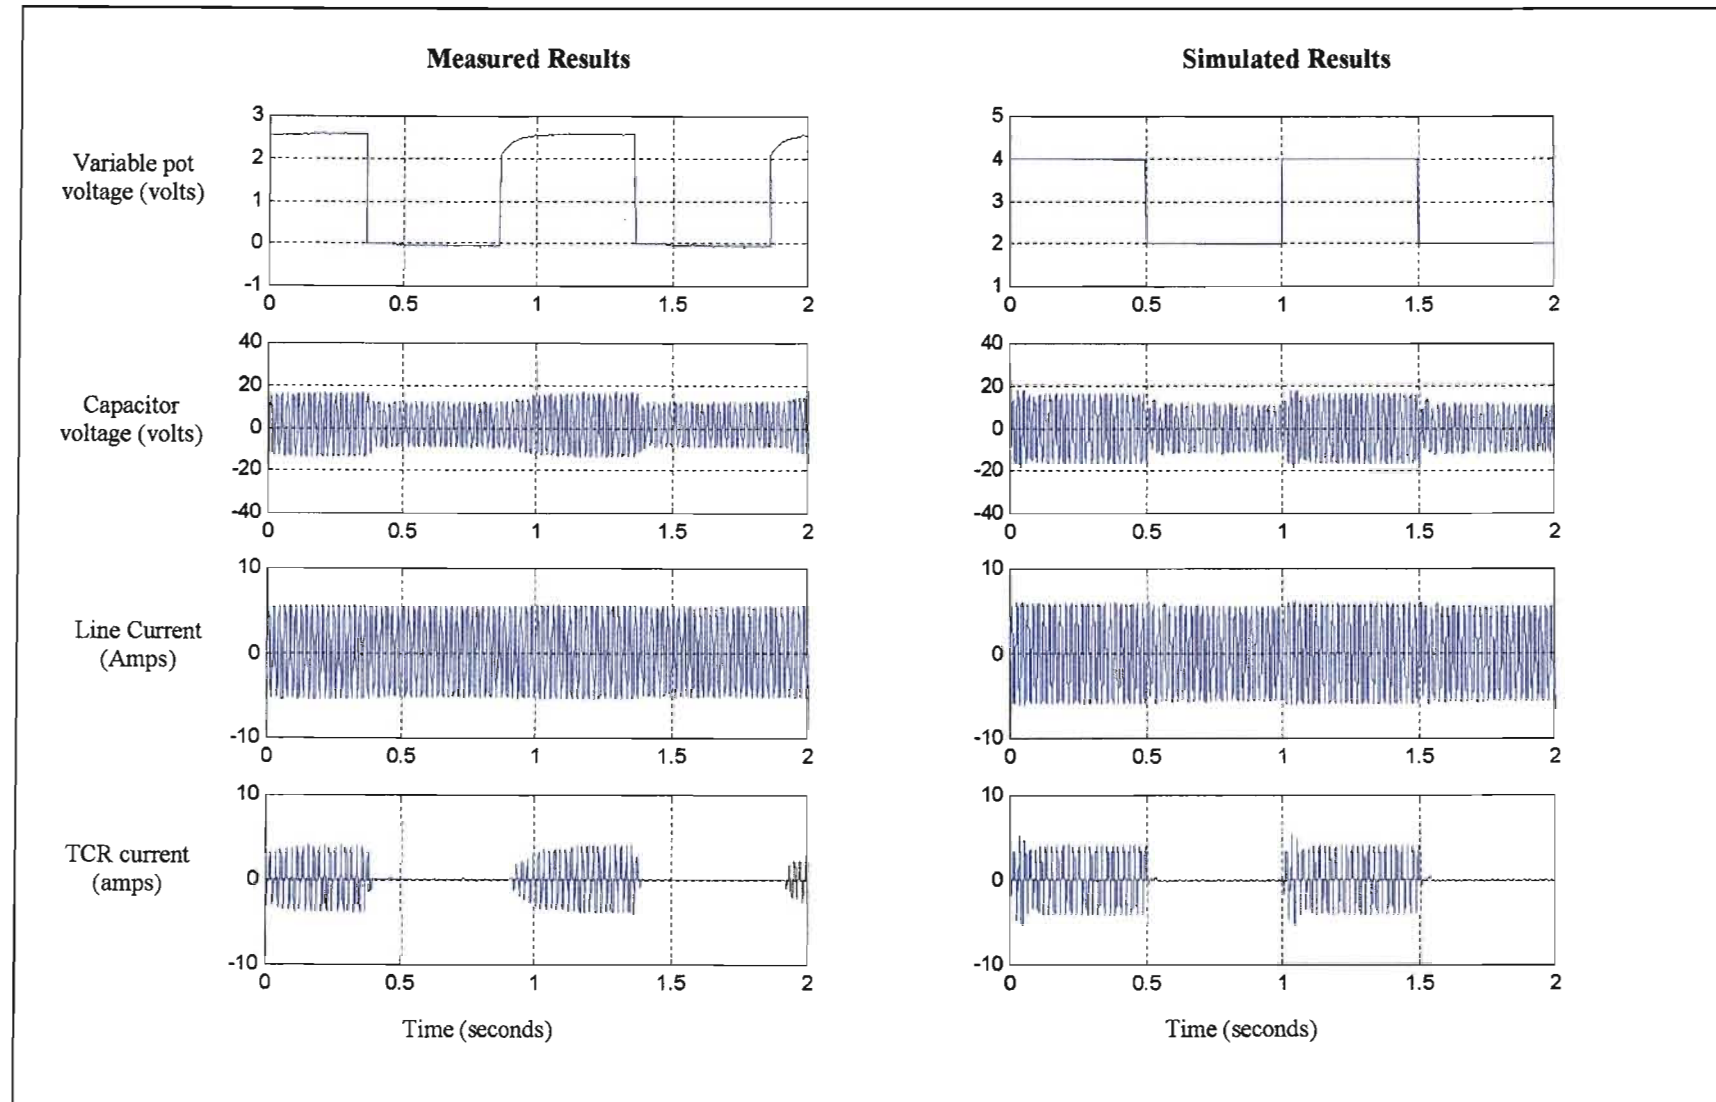 Measured Results
Simulated Results
Variable pot
voltage (volts)
3
2
1
0
-1
0 0.5 1 1.5 2
5
4
3
2
1
0 0.5 1 1.5 2
Capacitor
voltage (volts)
40
20
0
-20
-40
0 0.5 1 1.5 2
40
20
0
-20
-40
0 0.5 1 1.5 2
Line Current
(Amps)
10
0
-10
0 0.5 1 1.5 2
10
0
-10
0 0.5 1 1.5 2
TCR current
(amps)
10
0
-10
0 0.5 1 1.5 2
10
0
-10
0 0.5 1 1.5 2
Time (seconds)
Time (seconds)